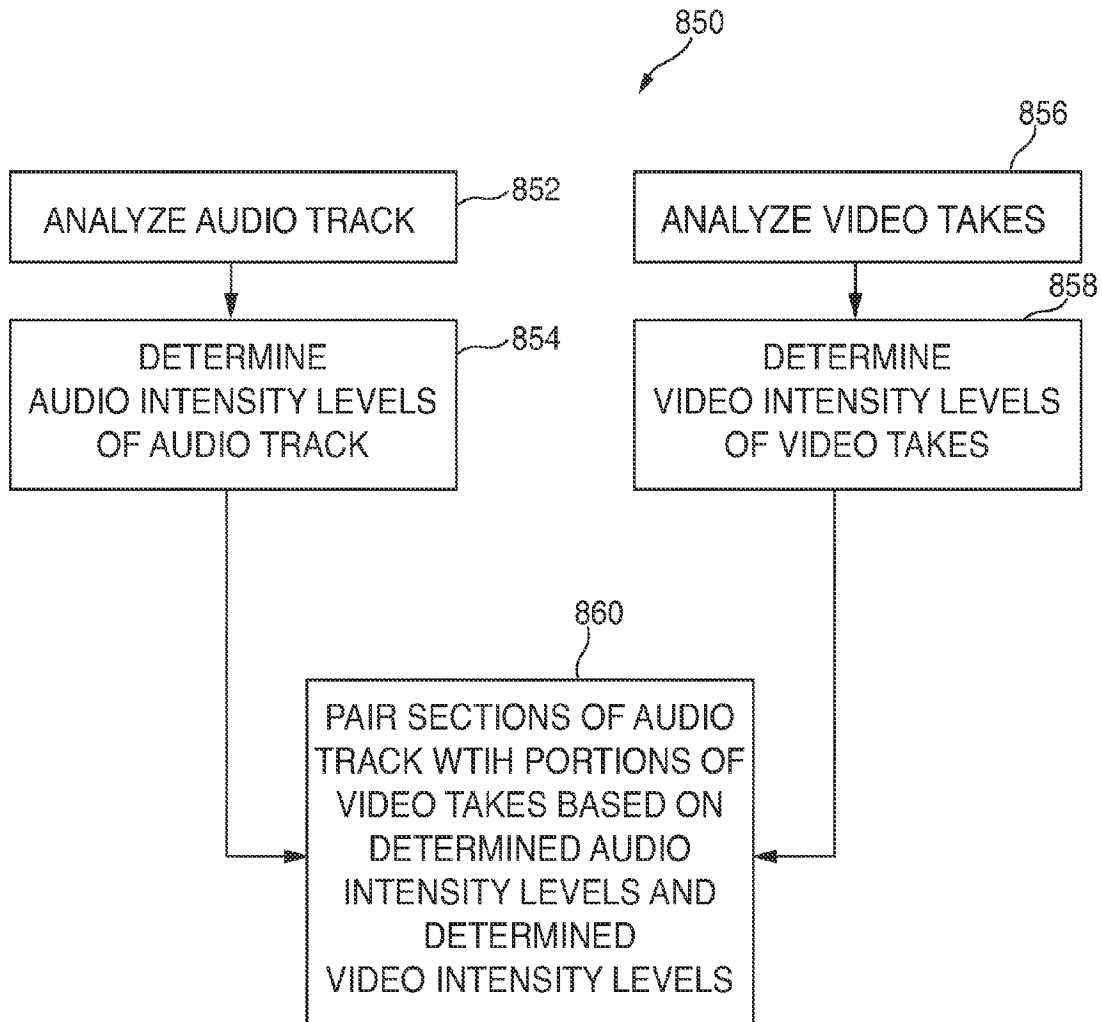 850
852
ANALYZE AUDIO TRACK
856
ANALYZE VIDEO TAKES
854
DETERMINE
AUDIO INTENSITY LEVELS
OF AUDIO TRACK
858
DETERMINE
VIDEO INTENSITY LEVELS
OF VIDEO TAKES
860
PAIR SECTIONS OF AUDIO
TRACK WTIH PORTIONS OF
VIDEO TAKES BASED ON
DETERMINED AUDIO
INTENSITY LEVELS AND
DETERMINED
VIDEO INTENSITY LEVELS